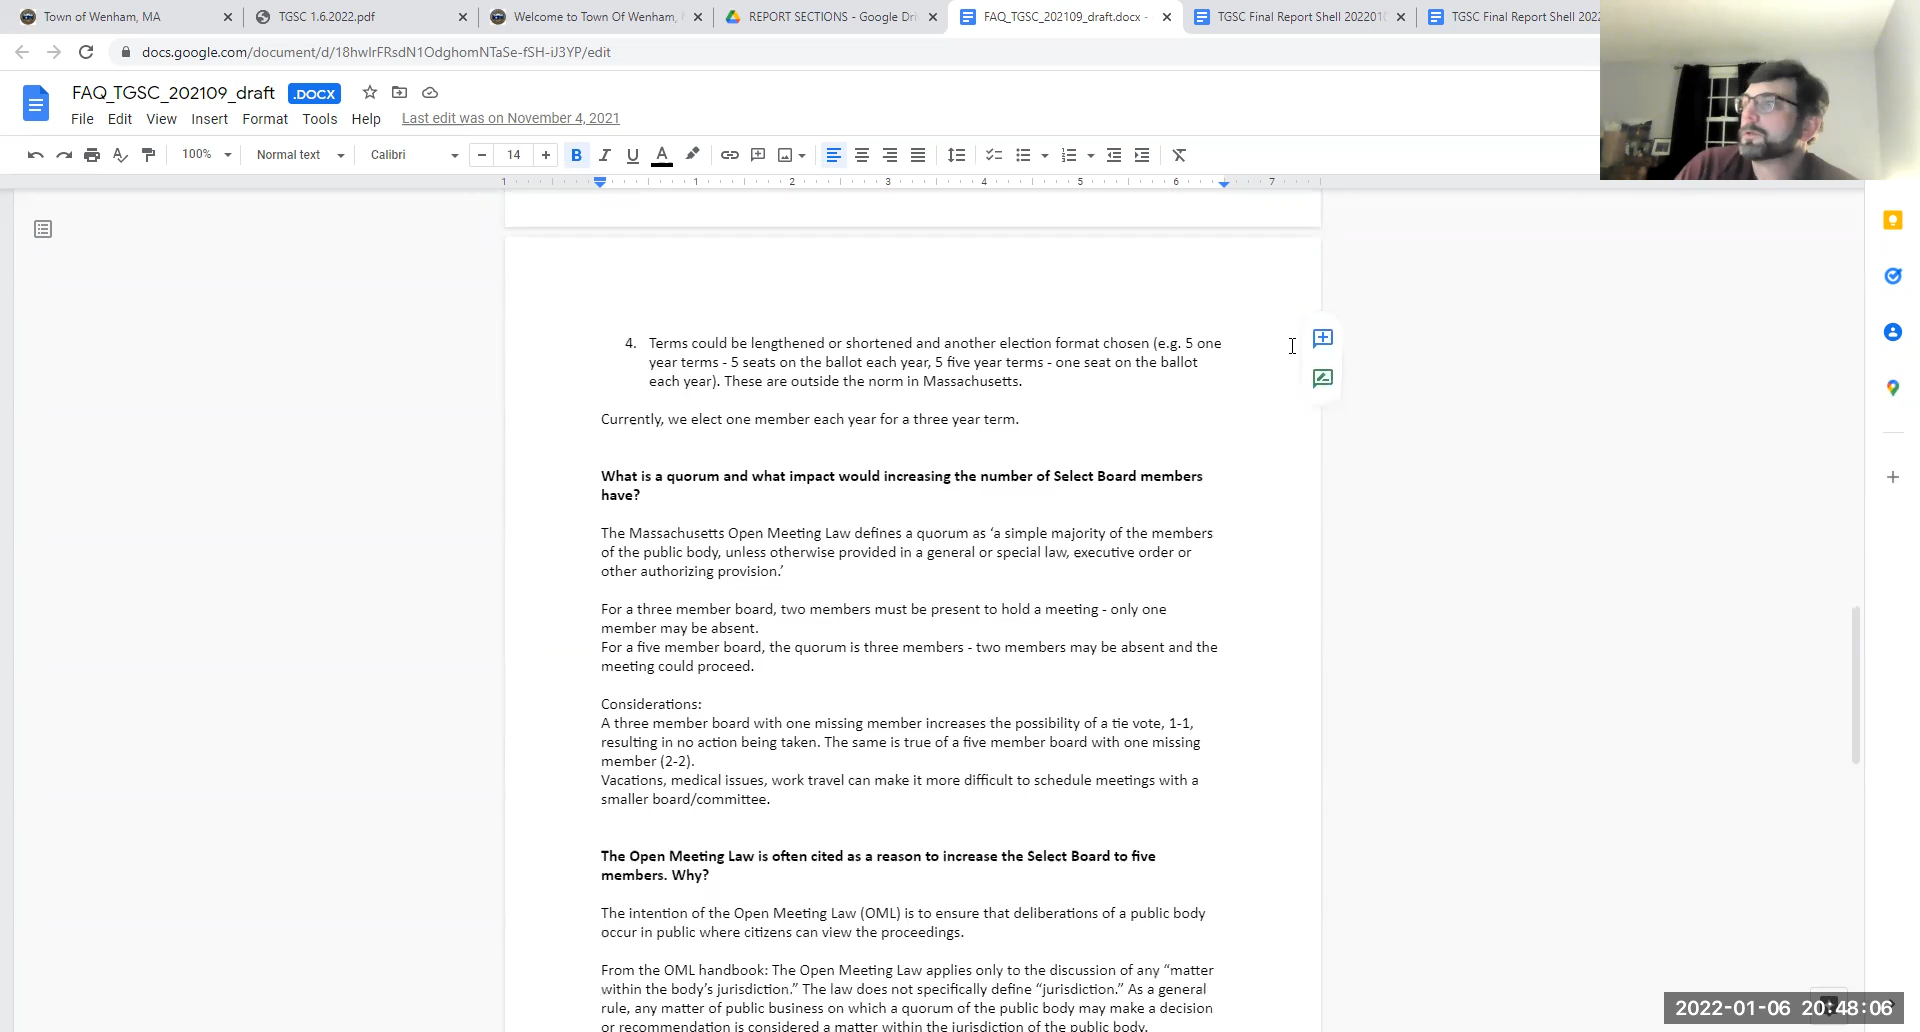 Town of Wenham, MA
TGSC 1.6.2022.pdf
Welcome to Town Of Wenham,
REPORT SECTIONS - Google Dri
FAQ_TGSC_202109_draft.docx -
TGSC Final Report Shell 202201
TGSC Final Report Shell 202
docs.google.com/document/d/18hwIrFRsdN1OdghomNTaSe-fSH-iJ3YP/edit
FAQ_TGSC_202109_draft .DOCX
File Edit View Insert Format Tools Help Last edit was on November 4, 2021
100% Normal text Calibri 14 B I U A
1 1 2 3 4 5 6 7
4. Terms could be lengthened or shortened and another election format chosen (e.g. 5 one
year terms - 5 seats on the ballot each year, 5 five year terms - one seat on the ballot
each year). These are outside the norm in Massachusetts.
Currently, we elect one member each year for a three year term.
What is a quorum and what impact would increasing the number of Select Board members
have?
The Massachusetts Open Meeting Law defines a quorum as ‘a simple majority of the members
of the public body, unless otherwise provided in a general or special law, executive order or
other authorizing provision.’
For a three member board, two members must be present to hold a meeting - only one
member may be absent.
For a five member board, the quorum is three members - two members may be absent and the
meeting could proceed.
Considerations:
A three member board with one missing member increases the possibility of a tie vote, 1-1,
resulting in no action being taken. The same is true of a five member board with one missing
member (2-2).
Vacations, medical issues, work travel can make it more difficult to schedule meetings with a
smaller board/committee.
The Open Meeting Law is often cited as a reason to increase the Select Board to five
members. Why?
The intention of the Open Meeting Law (OML) is to ensure that deliberations of a public body
occur in public where citizens can view the proceedings.
From the OML handbook: The Open Meeting Law applies only to the discussion of any “matter
within the body’s jurisdiction.” The law does not specifically define “jurisdiction.” As a general
rule, any matter of public business on which a quorum of the public body may make a decision
or recommendation is considered a matter within the jurisdiction of the public body.
2022-01-06 20:48:06